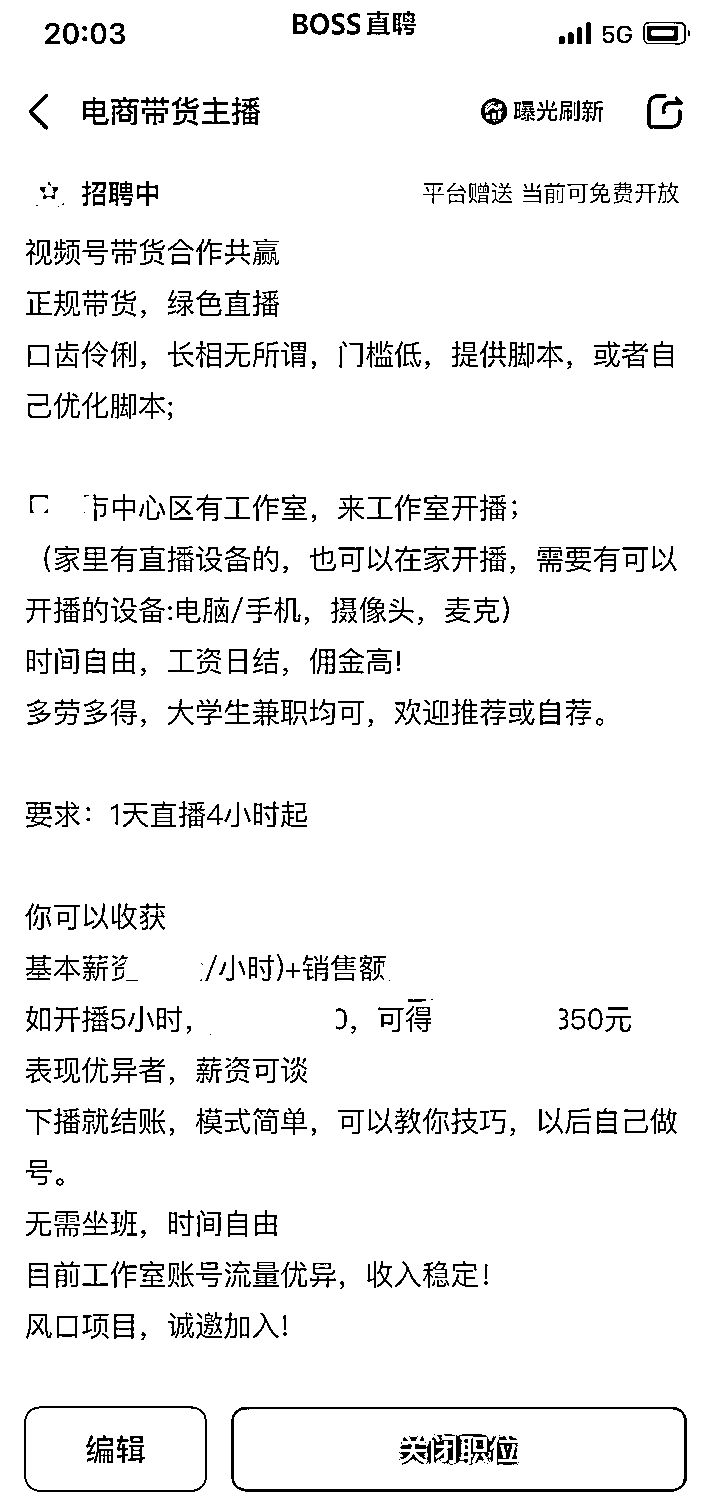 20:03
BOSS直聘
5G
电商带货主播
曝光刷新
招聘中
平台赠送 当前可免费开放
视频号带货合作共赢
正规带货，绿色直播
口齿伶俐，长相无所谓，门槛低，提供脚本，或者自
己优化脚本;
市中心区有工作室，来工作室开播；
（家里有直播设备的，也可以在家开播，需要有可以
开播的设备:电脑/手机，摄像头，麦克）
时间自由，工资日结，佣金高!
多劳多得，大学生兼职均可，欢迎推荐或自荐。
要求：1天直播4小时起
你可以收获
基本薪资 /小时)+销售额
如开播5小时， ，可得 350元
表现优异者，薪资可谈
下播就结账，模式简单，可以教你技巧，以后自己做
号。
无需坐班，时间自由
目前工作室账号流量优异，收入稳定！
风口项目，诚邀加入!
编辑
关闭职位